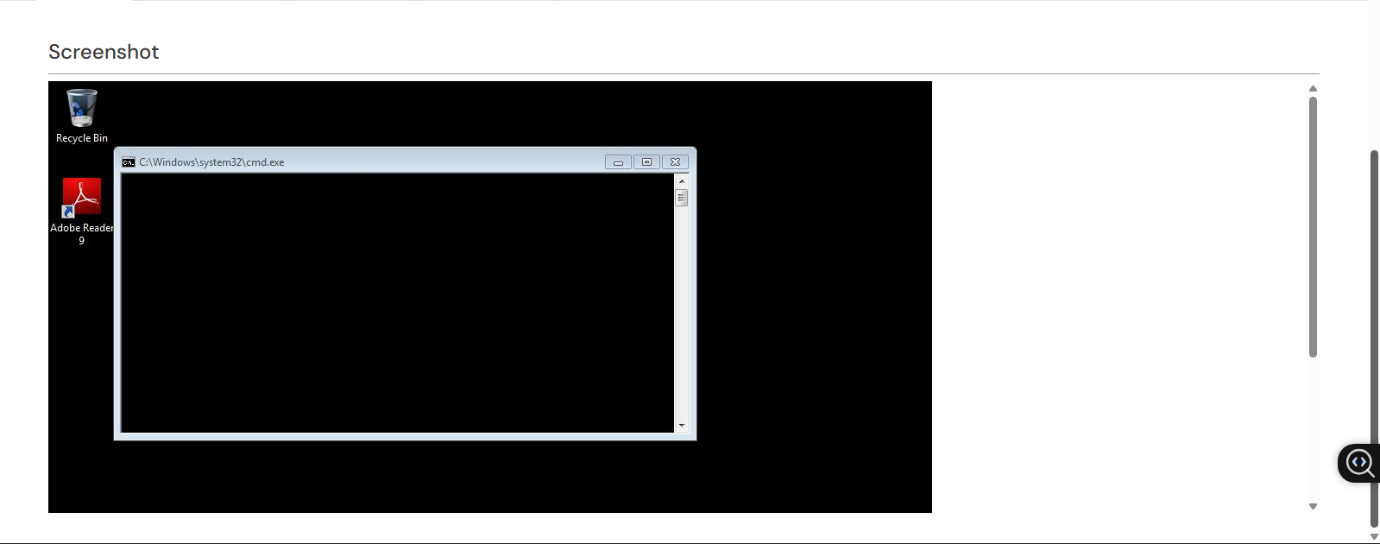 Screenshot
Recycle Bin
C:\Windows\system32\cmd.exe
Adobe Reader
9